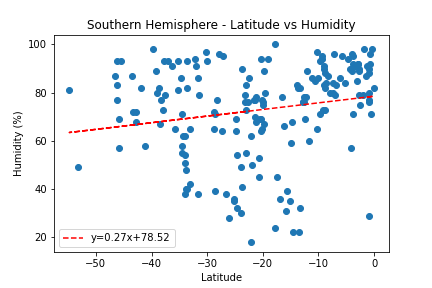 Southern Hemisphere - Latitude vs Humidity
100
80
60
40
20
Humidity (%)
y=0.27x+78.52
−50
−40
−30
−20
−10
0
Latitude